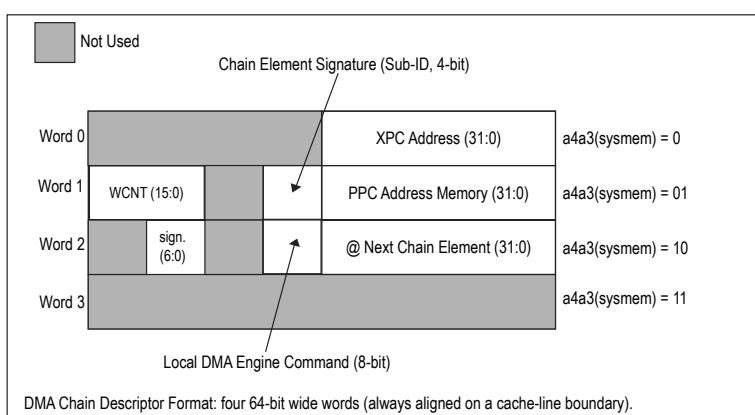 Not Used
Chain Element Signature (Sub-ID, 4-bit)
Word 0
XPC Address (31:0)
a4a3(sysmem) = 0
Word 1
WCNT (15:0)
PPC Address Memory (31:0)
a4a3(sysmem) = 01
Word 2
sign.
(6:0)
@ Next Chain Element (31:0)
a4a3(sysmem) = 10
Word 3
a4a3(sysmem) = 11
Local DMA Engine Command (8-bit)
DMA Chain Descriptor Format: four 64-bit wide words (always aligned on a cache-line boundary).